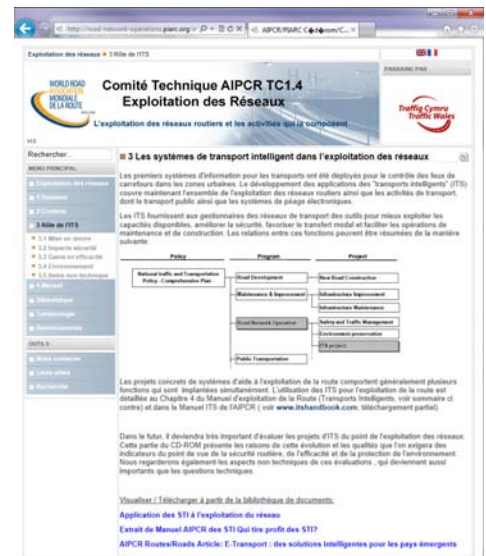 http://road-network-operations.piarc.org/
AIPCR/PIARC C�d�rom/C...
Exploitation des réseaux
3 Rôle de l'ITS
WORLD ROAD
ASSOCIATION
MONDIALE
DE LA ROUTE
Comité Technique AIPCR TC1.4
Exploitation des Réseaux
L'exploitation des réseaux routiers et les activités qui la composent
PARRAINÉ PAR
Traffig Cymru
Traffic Wales
Rechercher...
MENU PRINCIPAL
Exploitation des réseaux
1 Domaine
2 Contenu
3 Rôle de l'ITS
3.1 Mise en œuvre
3.2 Impacts sécurité
3.3 Gains en efficacité
3.4 Environnement
3.5 Noins non technique
4 Manuel
Bibliothèque
Terminologie
Remerciements
OUTILS
Nous contacter
Liens utiles
Recherche
3 Les systèmes de transport intelligent dans l'exploitation des réseaux
Les premiers systèmes d'information pour les transports ont été déployés pour le contrôle des feux de
carrefours dans les zones urbaines. Le développement des applications des "transports intelligents" (ITS)
couvre maintenant l'ensemble de l'exploitation des réseaux routiers ainsi que les activités de transport,
dont le transport public ainsi que les systèmes de péage électroniques.
Les ITS fournissent aux gestionnaires des réseaux de transport des outils pour mieux exploiter les
capacités disponibles, améliorer la sécurité, favoriser le transfert modal et faciliter les opérations de
maintenance et de construction. Les relations entre ces fonctions peuvent être résumées de la manière
suivante:
Policy
Program
Project
National traffic and Transportation
Policy - Comprehensive Plan
Road Development
New Road Construction
Maintenance & Improvement
Infrastructure Improvement
Infrastructure Maintenance
Road Network Operation
Safety and Traffic Management
Environment preservation
ITS project
Public Transportation
Les projets concrets de systèmes d'aide à l'exploitation de la route comportent généralement plusieurs
fonctions qui sont implantées simultanément. L'utilisation des ITS pour l'exploitation de la route est
détaillée au Chapitre 4 du Manuel d'exploitation de la Route (Transports Intelligents, voir sommaire ci
contre) et dans le Manuel ITS de l'AIPCR ( voir www.itshandbook.com, téléchargement partiel).
Dans le futur, il deviendra très important d'évaluer les projets d'ITS du point de l'exploitation des réseaux.
Cette partie du CD-ROM présente les raisons de cette évolution et les qualités que l'on exigera des
indicateurs du point de vue de la sécurité routière, de l'efficacité et de la protection de l'environnement.
Nous regarderons également les aspects non techniques de ces évaluations , qui deviennent aussi
importants que les questions techniques.
Visualiser / Télécharger à partir de la bibliothèque de documents:
Application des STI à l'exploitation du réseau
Extrait de Manuel AIPCR des STI Qui tire profit des STI?
AIPCR Routes/Roads Article: E-Transport : des solutions intelligentes pour les pays émergents